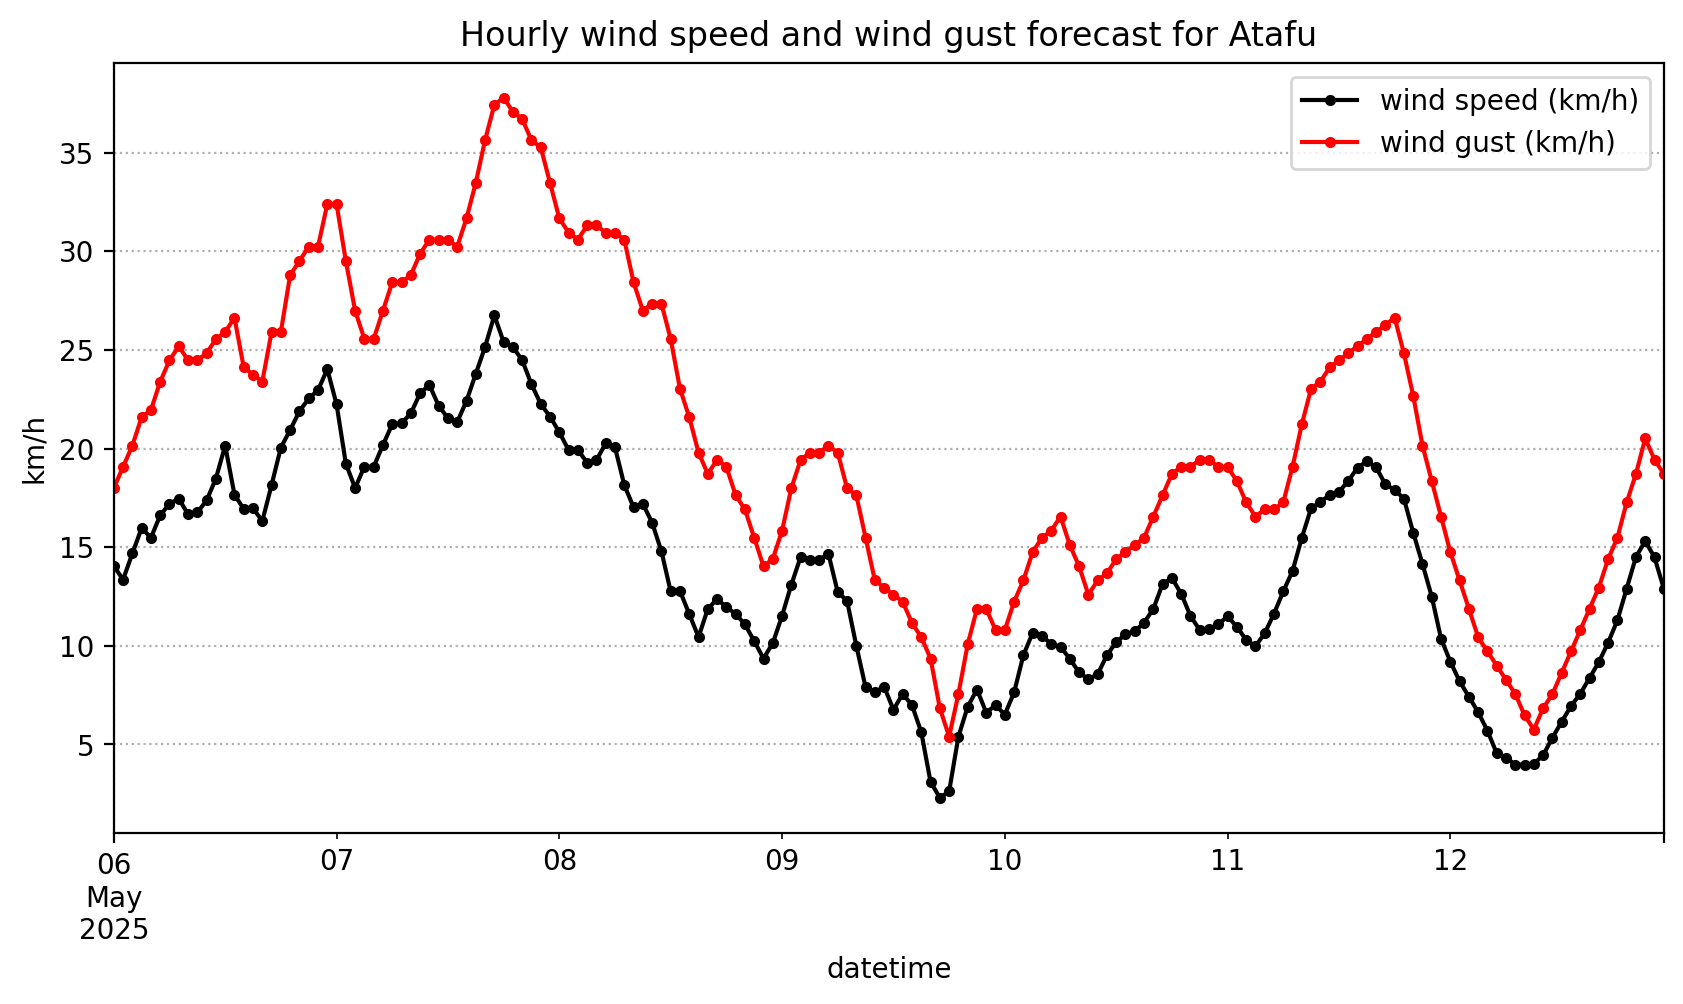 Hourly wind speed and wind gust forecast for Atafu
wind speed (km/h)
wind gust (km/h)
km/h
35
30
25
20
15
10
5
06
May
2025
07
08
09
10
11
12
datetime